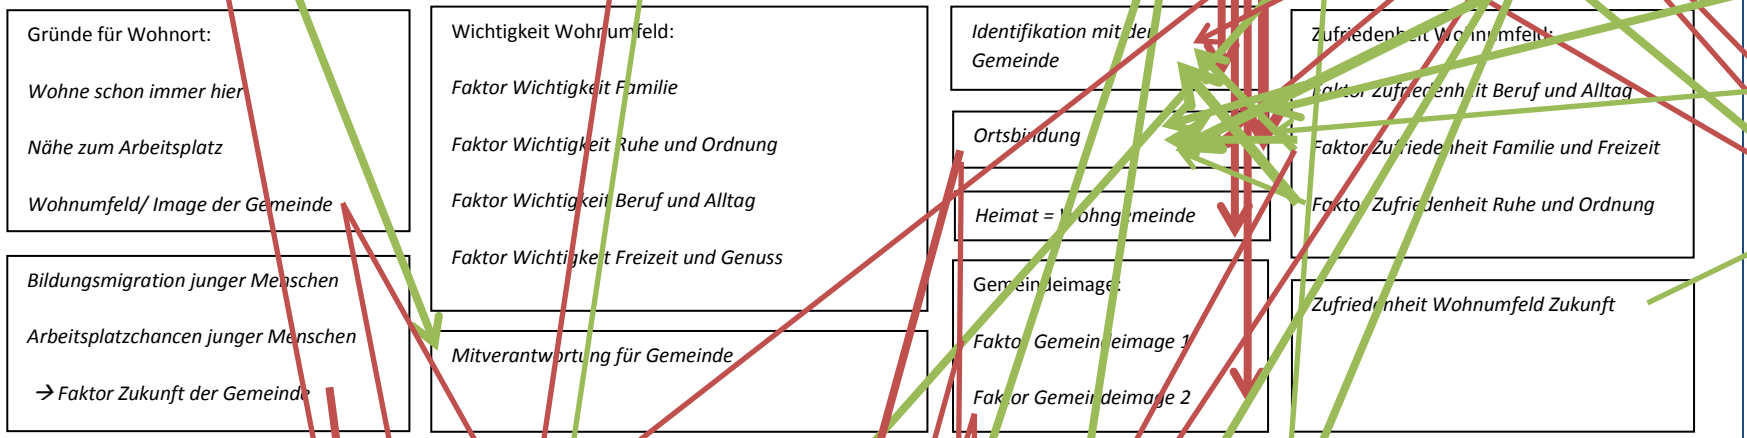 Gründe für Wohnort:
Wohne schon immer hier
Nähe zum Arbeitsplatz
Wohnumfeld/ Image der Gemeinde
Bildungsmigration junger Menschen
Arbeitsplatzchancen junger Menschen
→ Faktor Zukunft der Gemeinde
Wichtigkeit Wohnumfeld:
Faktor Wichtigkeit Familie
Faktor Wichtigkeit Ruhe und Ordnung
Faktor Wichtigkeit Beruf und Alltag
Faktor Wichtigkeit Freizeit und Genuss
Mitverantwortung für Gemeinde
Identifikation mit der
Gemeinde
Ortsbindung
Heimat = Wohngemeinde
Gemeindeimage:
Faktor Gemeindeimage 1
Faktor Gemeindeimage 2
Zufriedenheit Wohnumfeld:
Faktor Zufriedenheit Beruf und Alltag
Faktor Zufriedenheit Familie und Freizeit
Faktor Zufriedenheit Ruhe und Ordnung
Zufriedenheit Wohnumfeld Zukunft